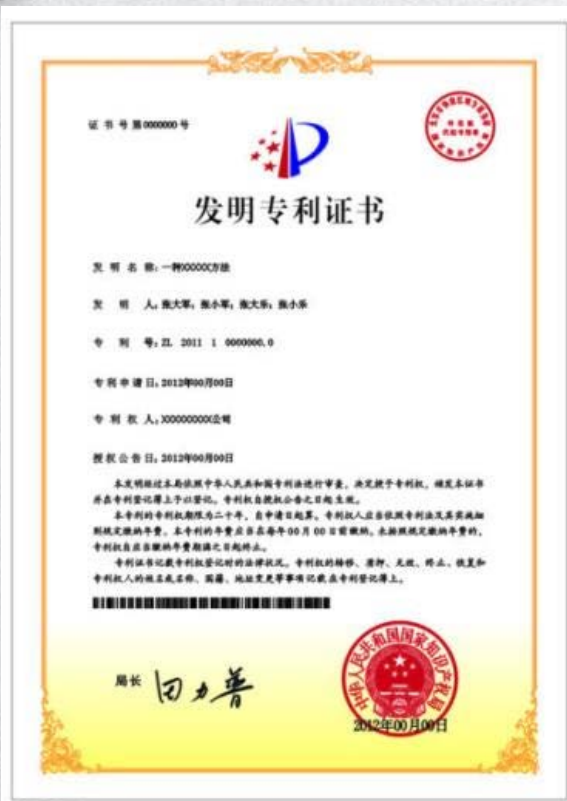 证书号第0000000号
发明专利证书
发明名称：一种XXXXX方法
发明人：张大军；张小军；张大乐；张小乐
专利号：ZL 2011 1 0000000.0
专利申请日：2012年00月00日
专利权人：XXXXXXXXXX公司
授权公告日：2012年00月00日
本发明经过本局依照中华人民共和国专利法进行审查，决定授予专利权，颁发本证书
并在专利登记簿上予以登记。专利权自授权公告之日起生效。
本专利的专利权期限为二十年，自申请日起算。专利权人应当依照专利法及其实施细
则规定缴纳年费。本专利的年费应当在每年00月00日前缴纳。未按照规定缴纳年费的，
专利权自应当缴纳年费期满之日起终止。
专利证书记载专利权登记时的法律状况。专利权的转移、质押、无效、终止、恢复和
专利权人的姓名或名称、国籍、地址变更等事项记载在专利登记簿上。
局长
田力普
中华人民共和国国家知识产权局
2012年00月00日